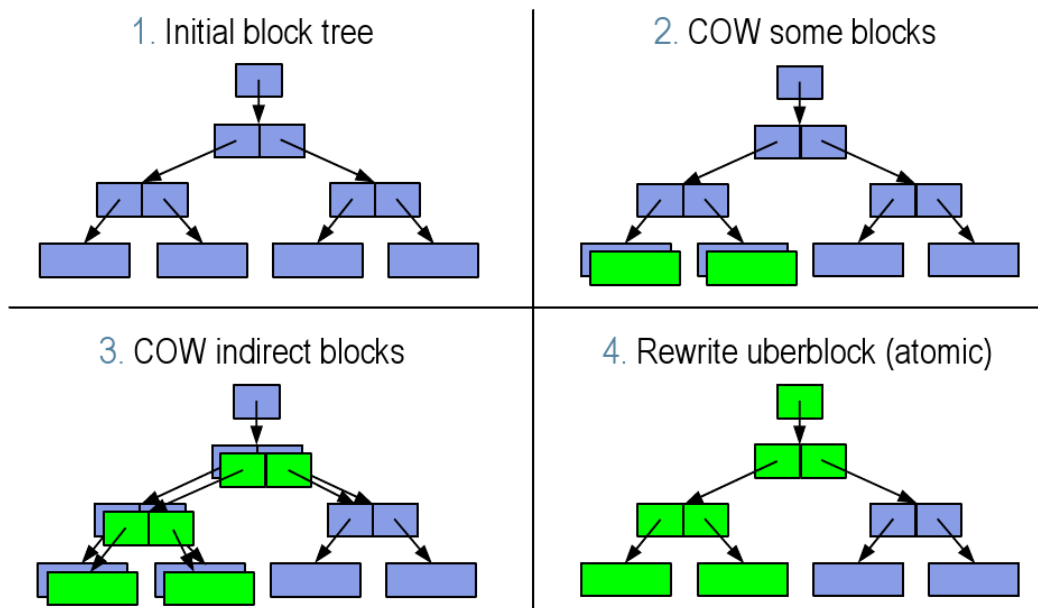 1. Initial block tree
2. COW some blocks
3. COW indirect blocks
4. Rewrite uberblock (atomic)